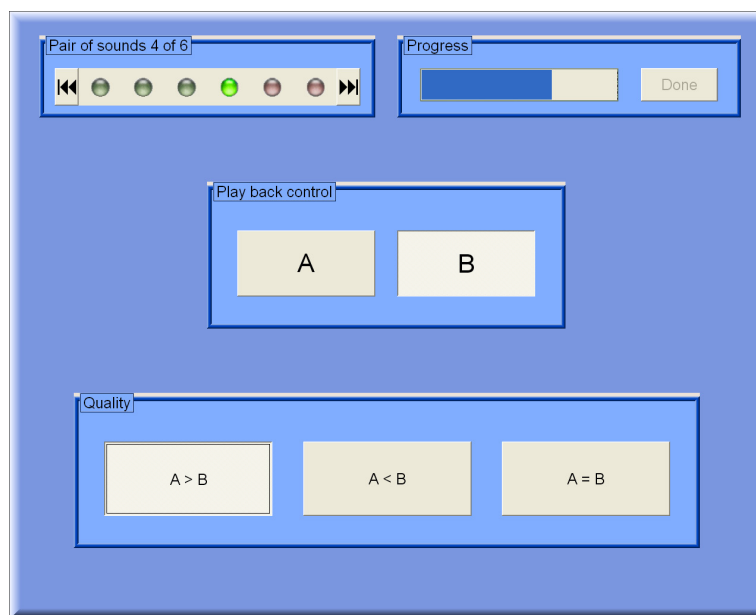 Pair of sounds 4 of 6
Progress
Done
Play back control
A
B
Quality
A > B
A < B
A = B